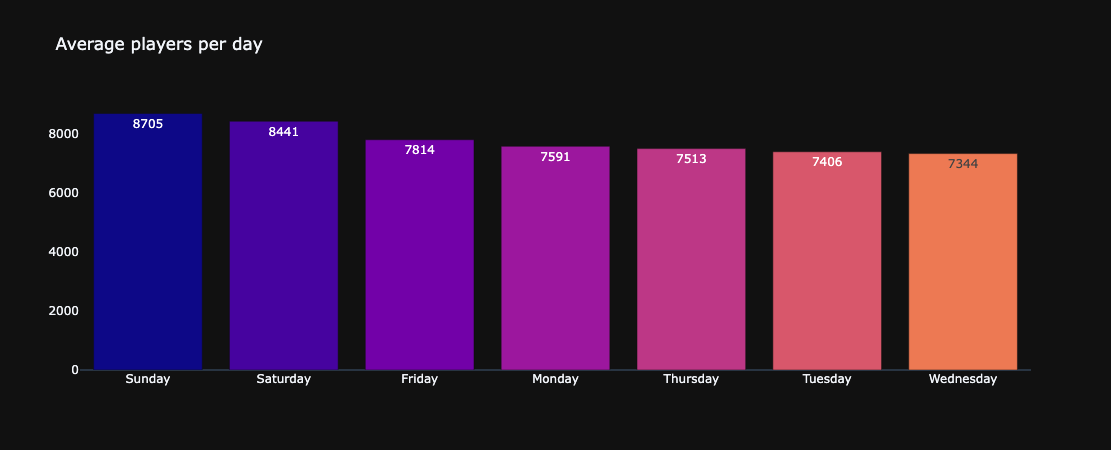 Average players per day
8000
6000
4000
2000
0
8705
8441
7814
7591
7513
7406
7344
Sunday
Saturday
Friday
Monday
Thursday
Tuesday
Wednesday